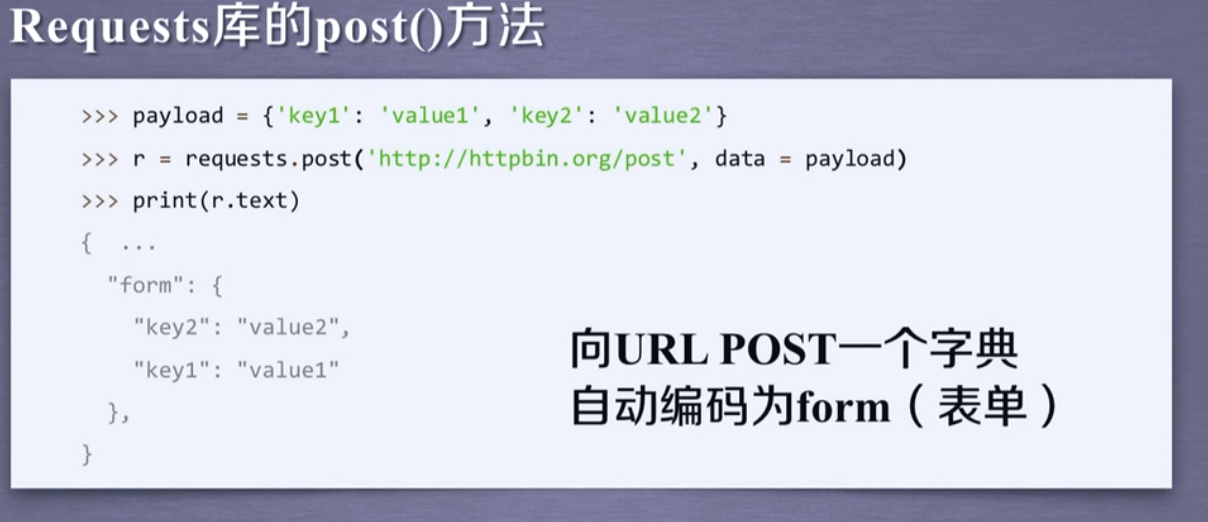 Requests库的post()方法
>>> payload = {'key1': 'value1', 'key2': 'value2'}
>>> r = requests.post('http://httpbin.org/post', data = payload)
>>> print(r.text)
{  ...
  "form": {
    "key2": "value2",
    "key1": "value1"
  },
}
向URL POST一个字典
自动编码为form（表单）